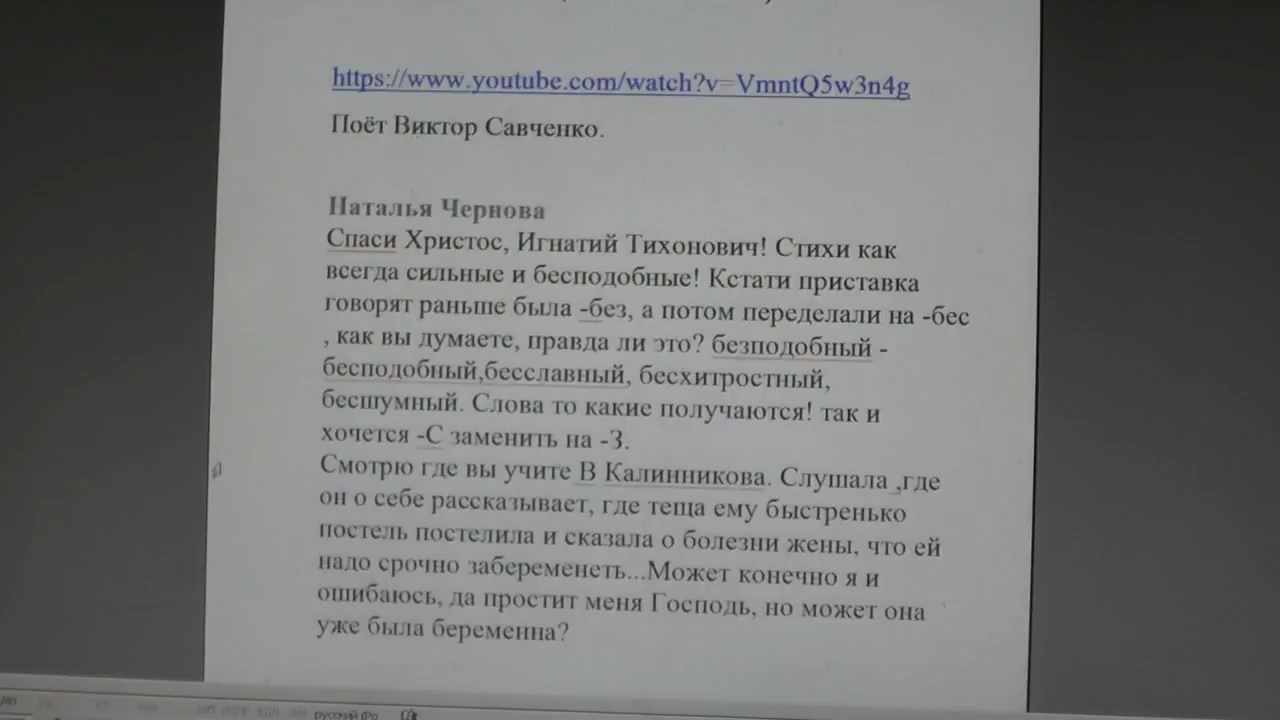 https://www.youtube.com/watch?v=VmntQ5w3n4g
Поёт Виктор Савченко.
Наталья Чернова
Спаси Христос, Игнатий Тихонович! Стихи как
всегда сильные и бесподобные! Кстати приставка
говорят раньше была -без, а потом переделали на -бес
, как вы думаете, правда ли это? безподобный -
бесподобный,бесславный, бесхитростный,
бесшумный. Слова то какие получаются! так и
хочется -С заменить на -З.
Смотрю где вы учите В Калинникова. Слушала ,где
он о себе рассказывает, где теща ему быстренько
постель постелила и сказала о болезни жены, что ей
надо срочно забеременеть...Может конечно я и
ошибаюсь, да простит меня Господь, но может она
уже была беременна?
русский (Ро